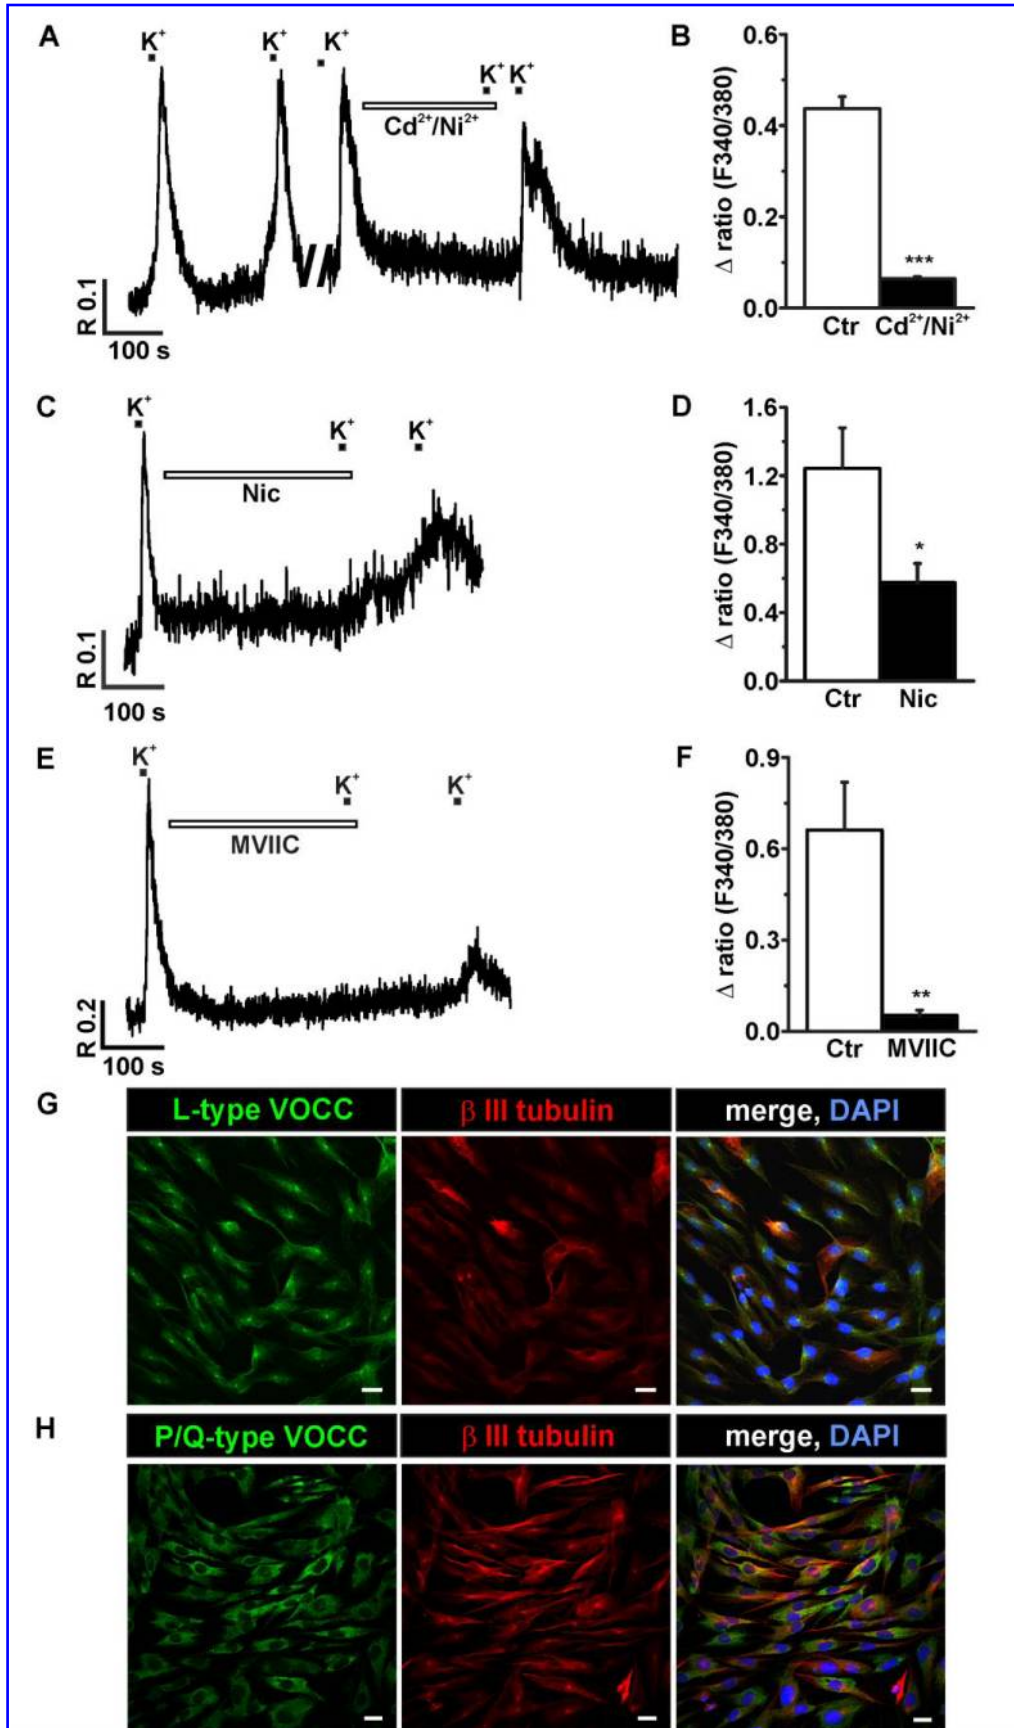 A
K⁺ K⁺ K⁺
K⁺ K⁺
Cd²⁺/Ni²⁺
R 0.1
100 s
B
Δ ratio (F340/380)
0.6
0.4
0.2
0.0
***
Ctr Cd²⁺/Ni²⁺
C
K⁺
K⁺ K⁺
Nic
R 0.1
100 s
D
Δ ratio (F340/380)
1.6
1.2
0.8
0.4
0.0
*
Ctr Nic
E
K⁺
K⁺ K⁺
MVIIC
R 0.2
100 s
F
Δ ratio (F340/380)
0.9
0.6
0.3
0.0
**
Ctr MVIIC
G
L-type VOCC β III tubulin merge, DAPI
H
P/Q-type VOCC β III tubulin merge, DAPI